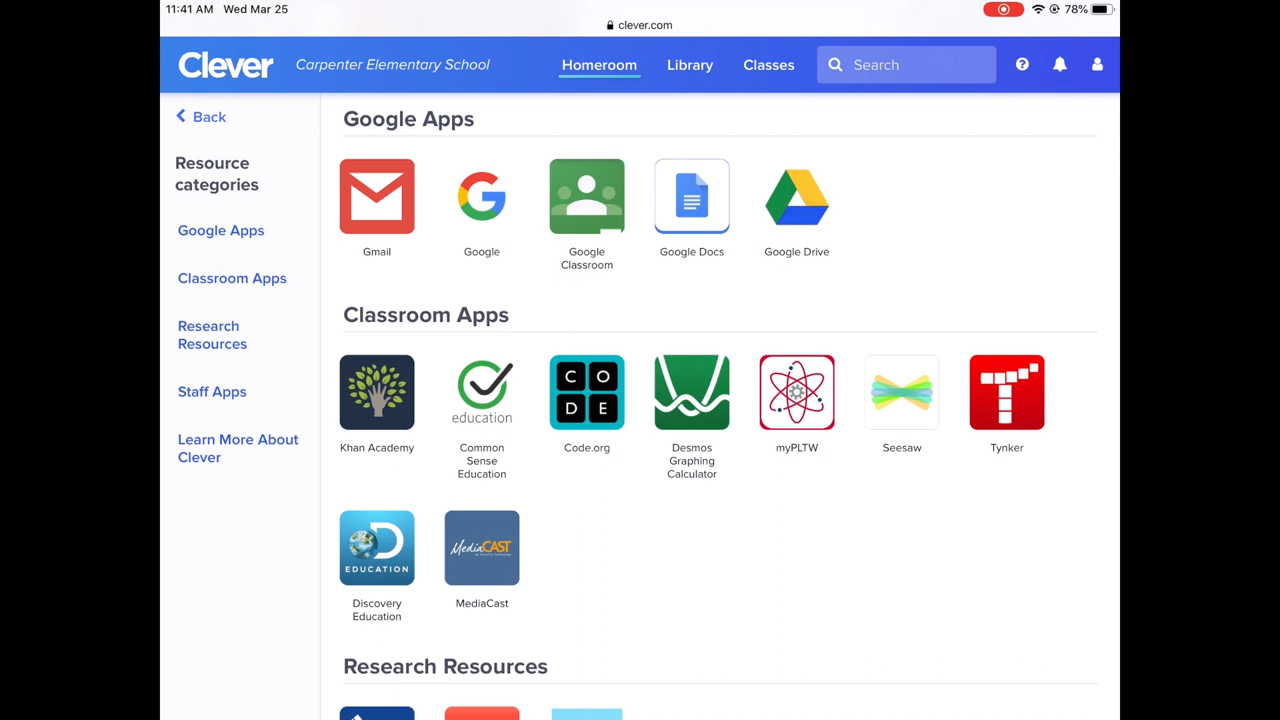 11:41 AM Wed Mar 25
78%
clever.com
Clever
Carpenter Elementary School
Homeroom
Library
Classes
Search
Back
Resource
categories
Google Apps
Classroom Apps
Research
Resources
Staff Apps
Learn More About
Clever
Google Apps
Gmail
Google
Google
Classroom
Google Docs
Google Drive
Classroom Apps
education
CO
DE
Khan Academy
Common
Sense
Education
Code.org
Desmos
Graphing
Calculator
myPLTW
Seesaw
Tynker
EDUCATION
MediaCAST
Discovery
Education
MediaCast
Research Resources